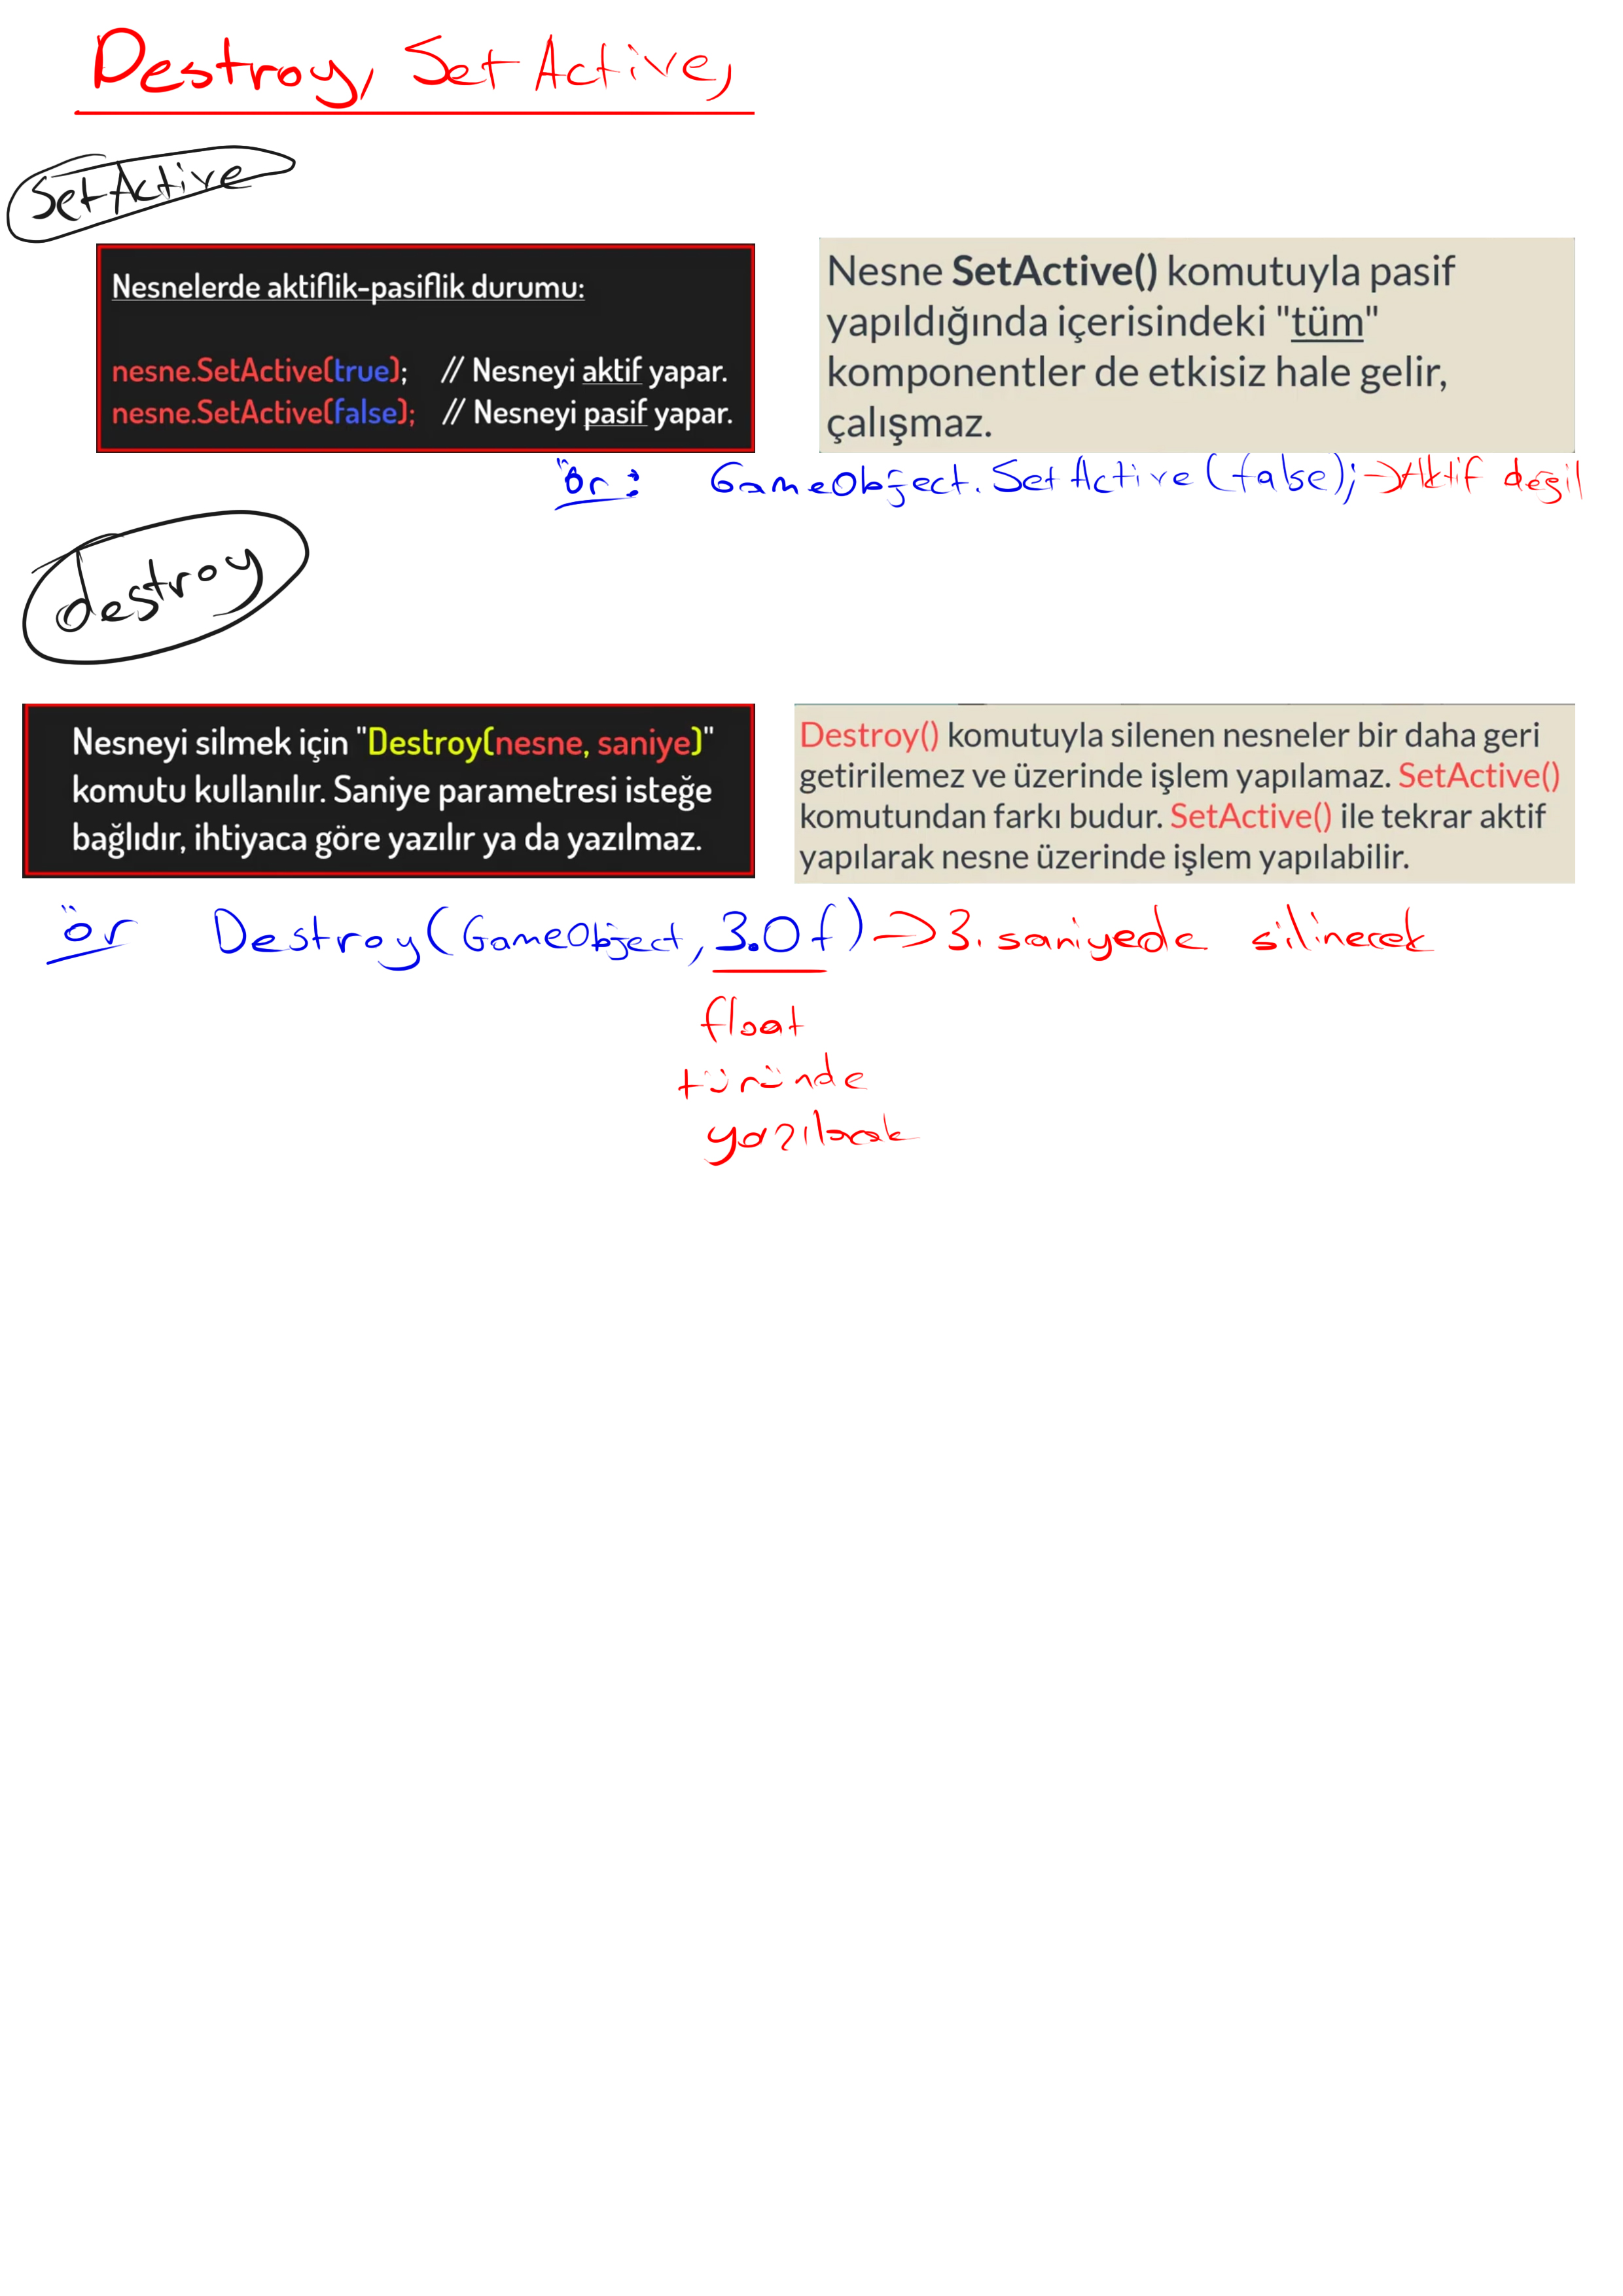 Destroy, SetActive,
SetActive
Nesnelerde aktiflik-pasiflik durumu:
nesne.SetActive(true); // Nesneyi aktif yapar.
nesne.SetActive(false); // Nesneyi pasif yapar.
Nesne SetActive() komutuyla pasif
yapıldığında içerisindeki "tüm"
komponentler de etkisiz hale gelir,
çalışmaz.
ör: GameObject.SetActive(false); →Aktif değil
destroy
Nesneyi silmek için "Destroy(nesne, saniye)"
komutu kullanılır. Saniye parametresi isteğe
bağlıdır, ihtiyaca göre yazılır ya da yazılmaz.
Destroy() komutuyla silenen nesneler bir daha geri
getirilemez ve üzerinde işlem yapılamaz. SetActive()
komutundan farkı budur. SetActive() ile tekrar aktif
yapılarak nesne üzerinde işlem yapılabilir.
ör Destroy(GameObject, 3.0f) → 3. saniyede silinecek
float
türünde
yazılacak